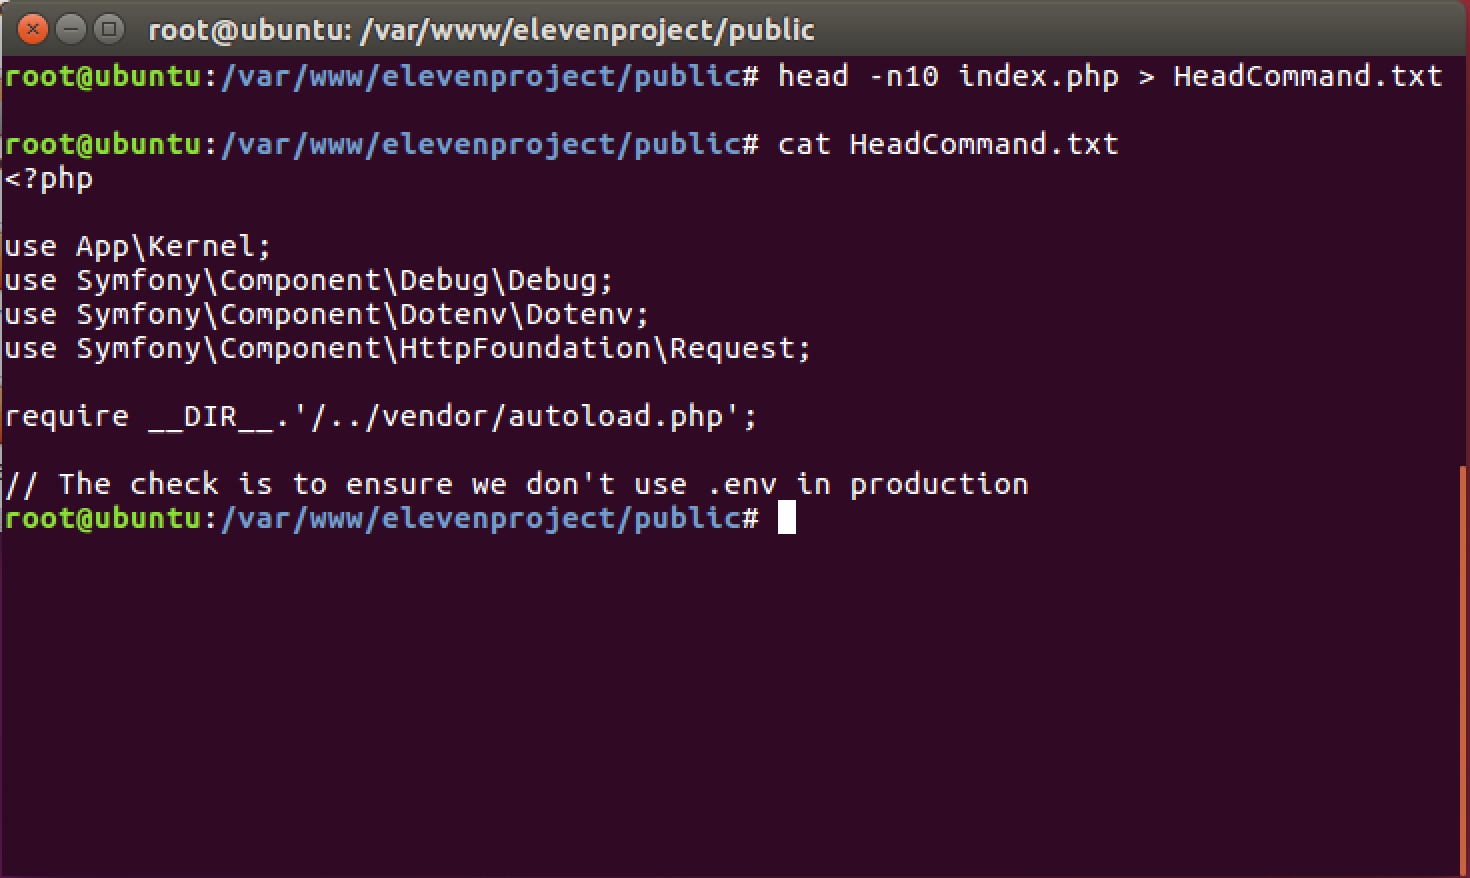 root@ubuntu: /var/www/elevenproject/public
root@ubuntu:/var/www/elevenproject/public# head -n10 index.php > HeadCommand.txt
root@ubuntu:/var/www/elevenproject/public# cat HeadCommand.txt
<?php
use App\Kernel;
use Symfony\Component\Debug\Debug;
use Symfony\Component\Dotenv\Dotenv;
use Symfony\Component\HttpFoundation\Request;
require __DIR__.'/../vendor/autoload.php';
// The check is to ensure we don't use .env in production
root@ubuntu:/var/www/elevenproject/public#